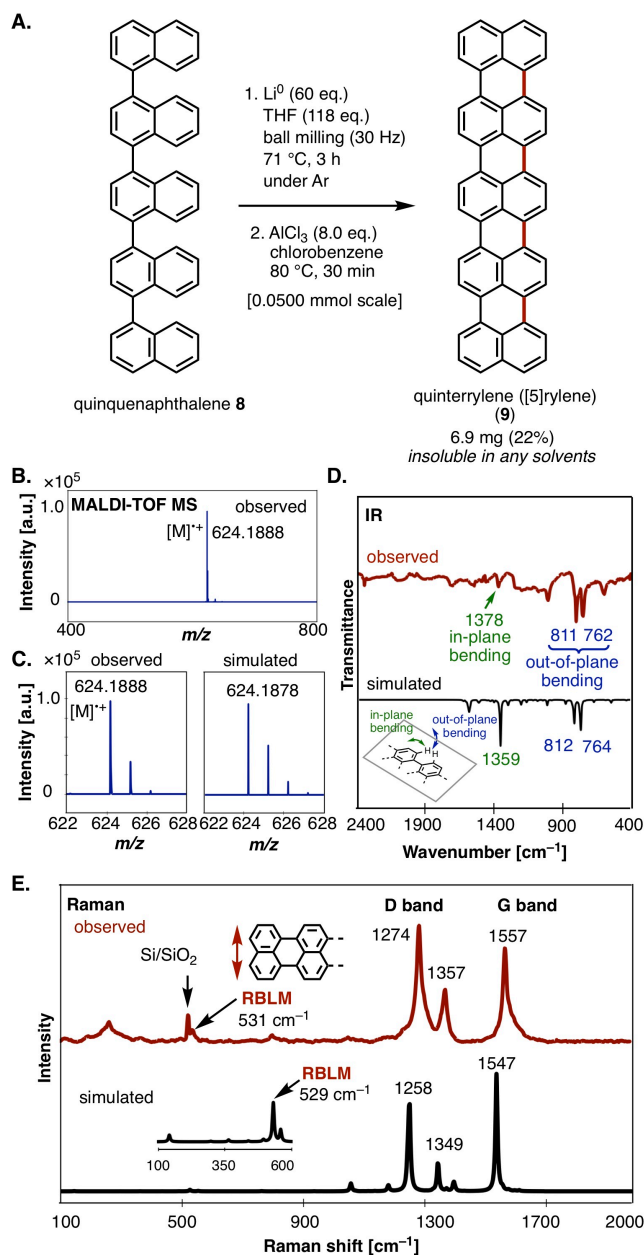 A.
1. Li⁰ (60 eq.)
THF (118 eq.)
ball milling (30 Hz)
71 °C, 3 h
under Ar
2. AlCl₃ (8.0 eq.)
chlorobenzene
80 °C, 30 min
[0.0500 mmol scale]
quinquenaphthalene 8
quinterrylene ([5]rylene)
(9)
6.9 mg (22%)
insoluble in any solvents
B.
×10⁵
MALDI-TOF MS
observed
[M]•+
624.1888
1.0
0
Intensity [a.u.]
400
800
m/z
C.
×10⁵
observed
simulated
624.1888
[M]•+
624.1878
1.0
0
Intensity [a.u.]
622
624
626
628
622
624
626
628
m/z
m/z
D.
IR
observed
1378
in-plane
bending
811
762
out-of-plane
bending
simulated
in-plane
bending
out-of-plane
bending
H
H
1359
812
764
Transmittance
2400
1900
1400
900
400
Wavenumber [cm⁻¹]
E.
Raman
observed
Si/SiO₂
RBLM
531 cm⁻¹
D band
G band
1274
1357
1557
simulated
RBLM
529 cm⁻¹
100
350
600
1258
1349
1547
Intensity
100
500
900
1300
1700
2000
Raman shift [cm⁻¹]